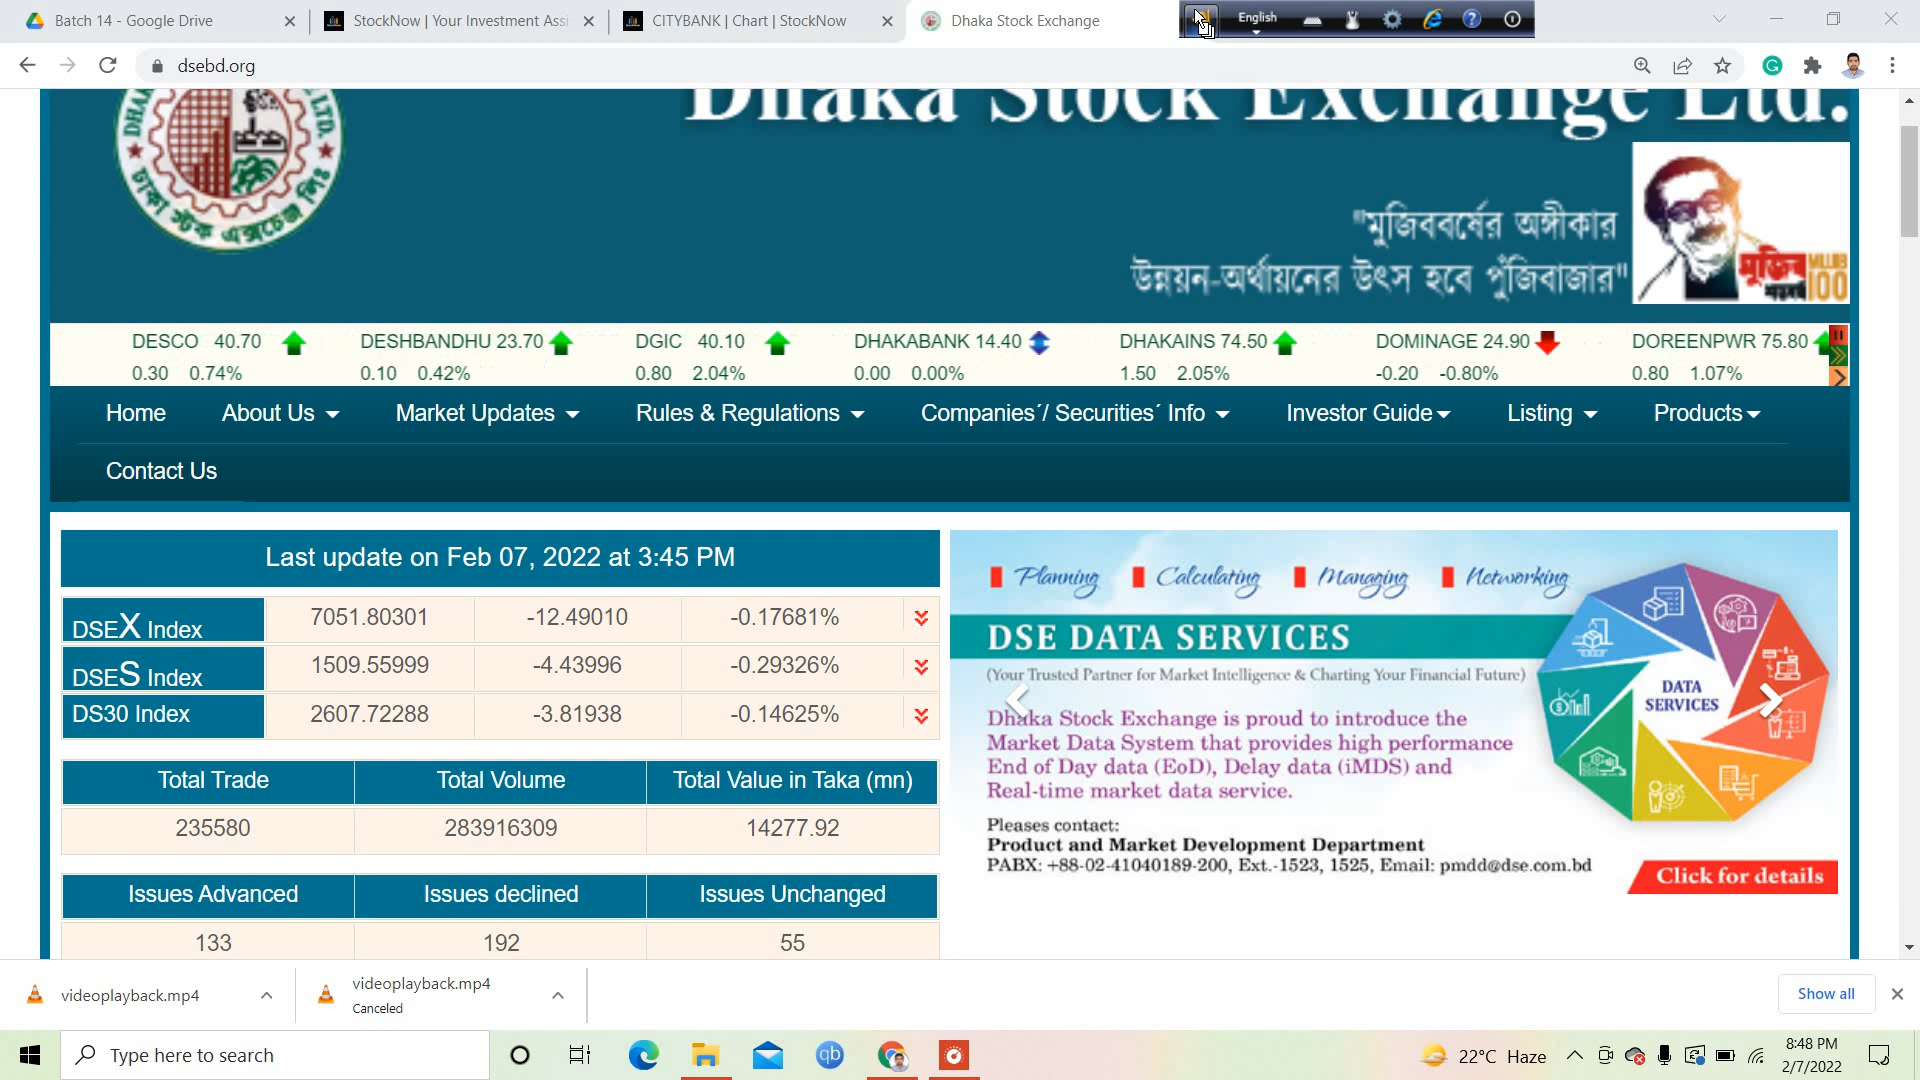 Batch 14 - Google Drive
StockNow | Your Investment Assi
CITYBANK | Chart | StockNow
Dhaka Stock Exchange
English
dsebd.org
Dhaka Stock Exchange Ltd.
ঢাকা স্টক এক্সচেঞ্জ লিঃ
"মুজিববর্ষের অঙ্গীকার
উন্নয়ন-অর্থায়নের উৎস হবে পুঁজিবাজার"
মুজিব
100
DESCO 40.70
DESHBANDHU 23.70
DGIC 40.10
DHAKABANK 14.40
DHAKAINS 74.50
DOMINAGE 24.90
DOREENPWR 75.80
0.30 0.74%
0.10 0.42%
0.80 2.04%
0.00 0.00%
1.50 2.05%
-0.20 -0.80%
0.80 1.07%
Home
About Us
Market Updates
Rules & Regulations
Companies´/ Securities´ Info
Investor Guide
Listing
Products
Contact Us
Last update on Feb 07, 2022 at 3:45 PM
DSEX Index 7051.80301 -12.49010 -0.17681%
DSES Index 1509.55999 -4.43996 -0.29326%
DS30 Index 2607.72288 -3.81938 -0.14625%
Total Trade Total Volume Total Value in Taka (mn)
235580 283916309 14277.92
Issues Advanced Issues declined Issues Unchanged
133 192 55
Planning Calculating Managing Networking
DSE DATA SERVICES
(Your Trusted Partner for Market Intelligence & Charting Your Financial Future)
Dhaka Stock Exchange is proud to introduce the
Market Data System that provides high performance
End of Day data (EoD), Delay data (iMDS) and
Real-time market data service.
Pleases contact:
Product and Market Development Department
PABX: +88-02-41040189-200, Ext.-1523, 1525, Email: pmdd@dse.com.bd
DATA
SERVICES
Click for details
videoplayback.mp4
videoplayback.mp4
Canceled
Show all
Type here to search
qb
22°C Haze
8:48 PM
2/7/2022